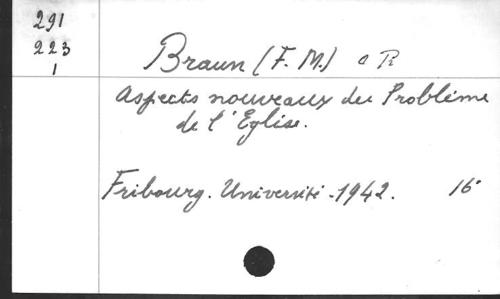 291
223
1
Braun (F. M.)
Aspects nouveaux du Problème
de l'Eglise.
Fribourg. Université - 1942. 16°